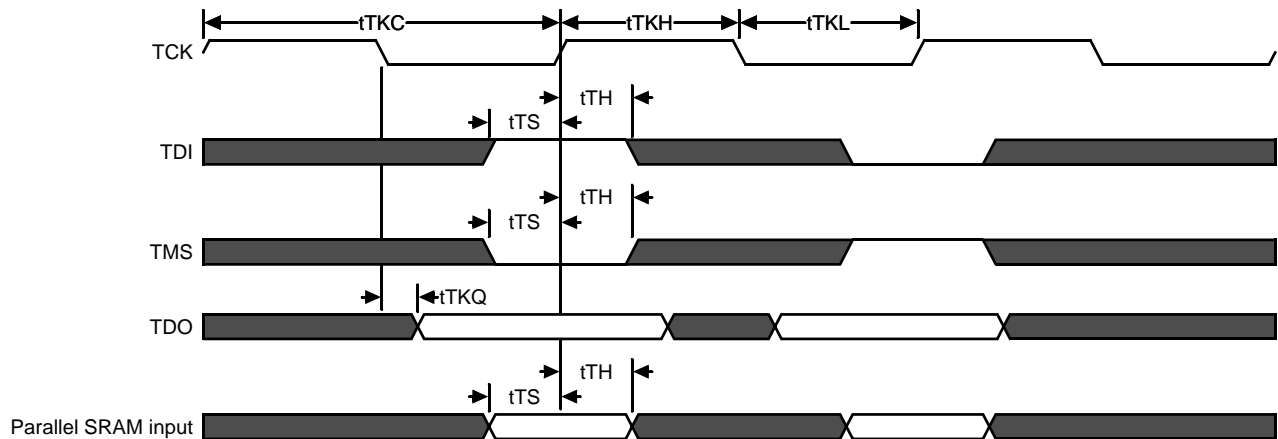 tTKC tTKH tTKL
TCK
tTH
tTS
TDI
tTH
tTS
TMS
tTKQ
TDO
tTH
tTS
Parallel SRAM input